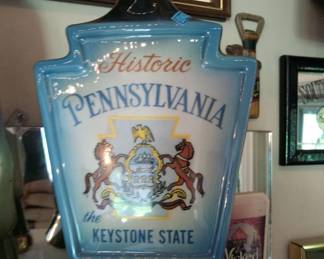 Historic
PENNSYLVANIA
the
KEYSTONE STATE